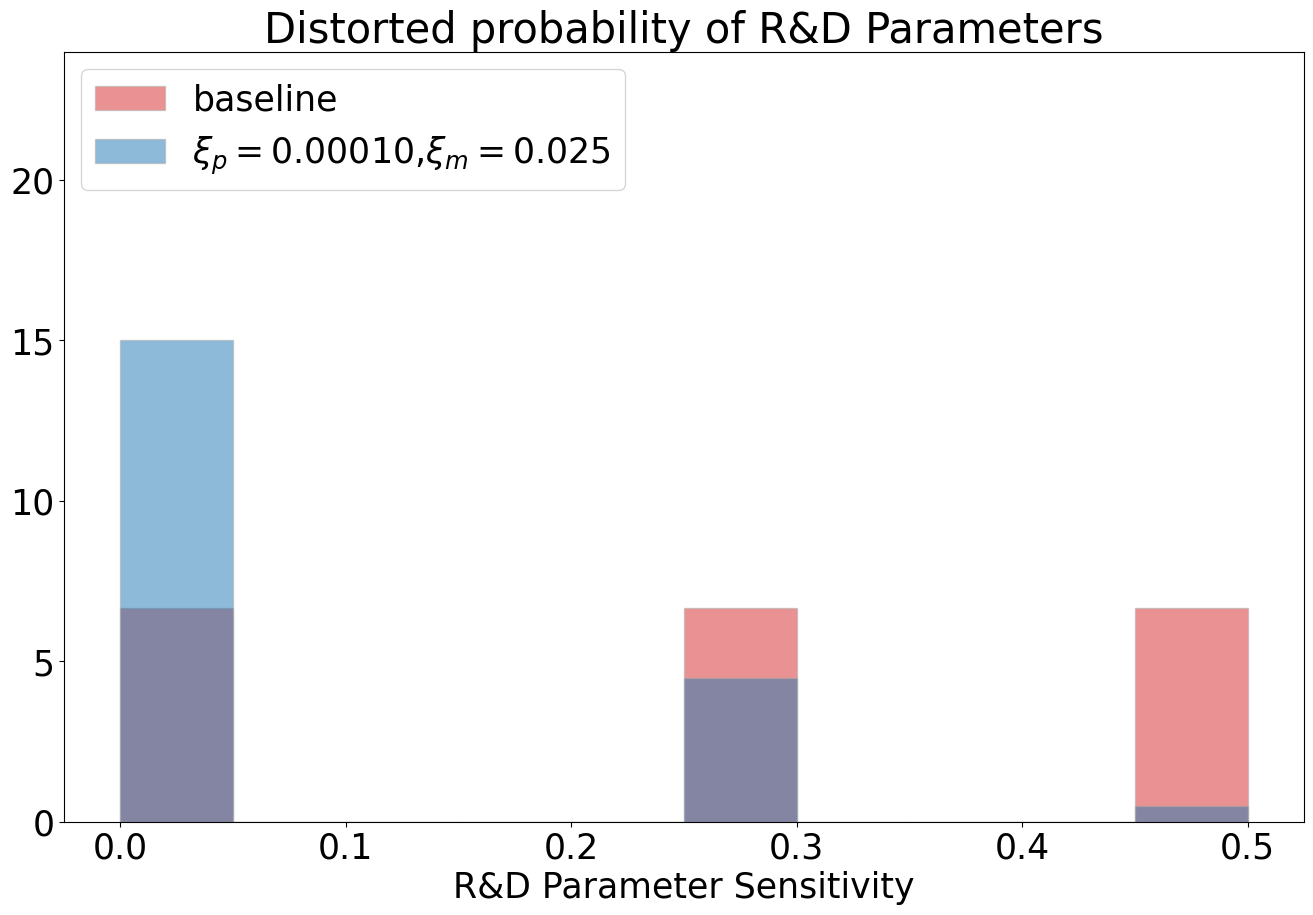 Distorted probability of R&D Parameters
baseline
ξp = 0.00010,ξm = 0.025
20
15
10
5
0
0.0 0.1 0.2 0.3 0.4 0.5
R&D Parameter Sensitivity